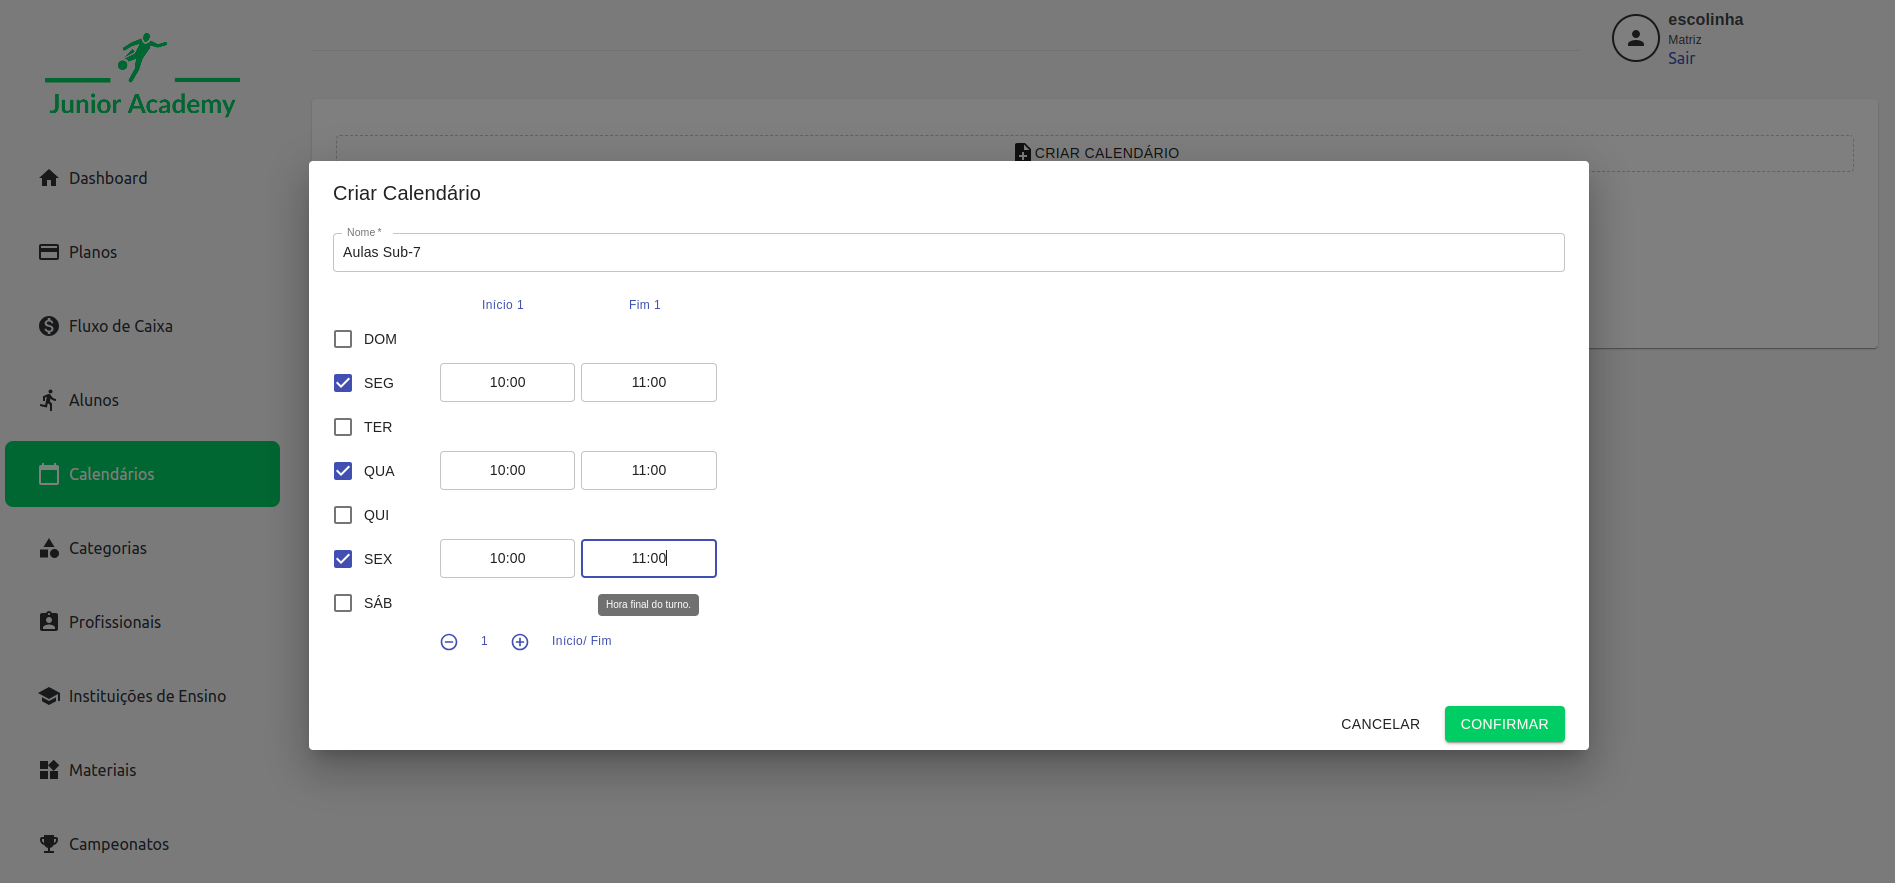 Junior Academy
escolinha
Matriz
Sair
Dashboard
Planos
Fluxo de Caixa
Alunos
Calendários
Categorias
Profissionais
Instituições de Ensino
Materiais
Campeonatos
CRIAR CALENDÁRIO
Criar Calendário
Nome *
Aulas Sub-7
Início 1 Fim 1
DOM
SEG 10:00 11:00
TER
QUA 10:00 11:00
QUI
SEX 10:00 11:00
SÁB
Hora final do turno.
1 Início/ Fim
CANCELAR CONFIRMAR